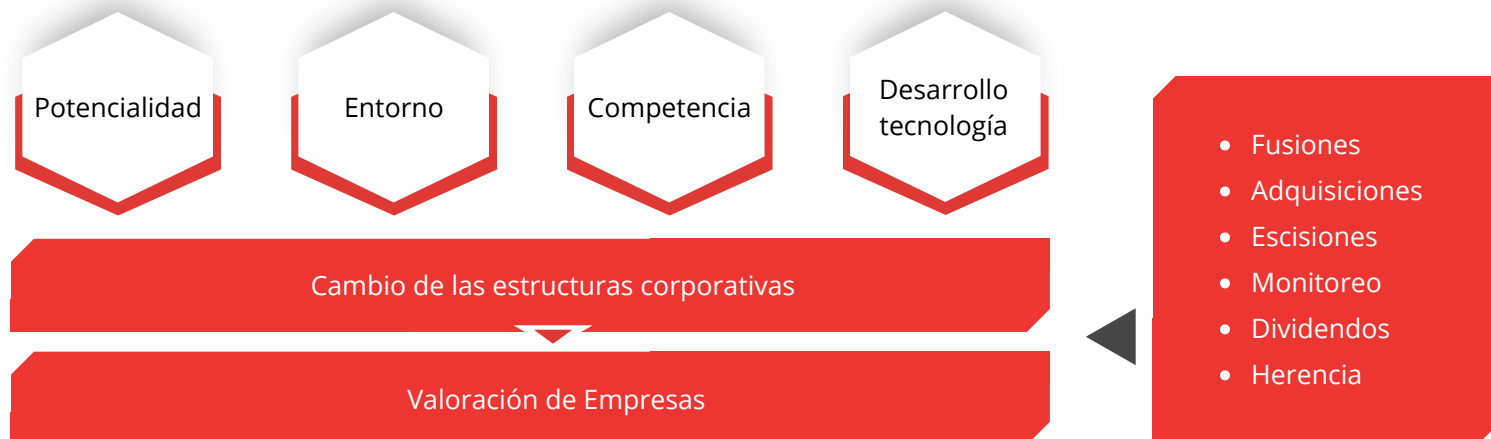 Potencialidad
Entorno
Competencia
Desarrollo
tecnología
Cambio de las estructuras corporativas
Valoración de Empresas
Fusiones
Adquisiciones
Escisiones
Monitoreo
Dividendos
Herencia